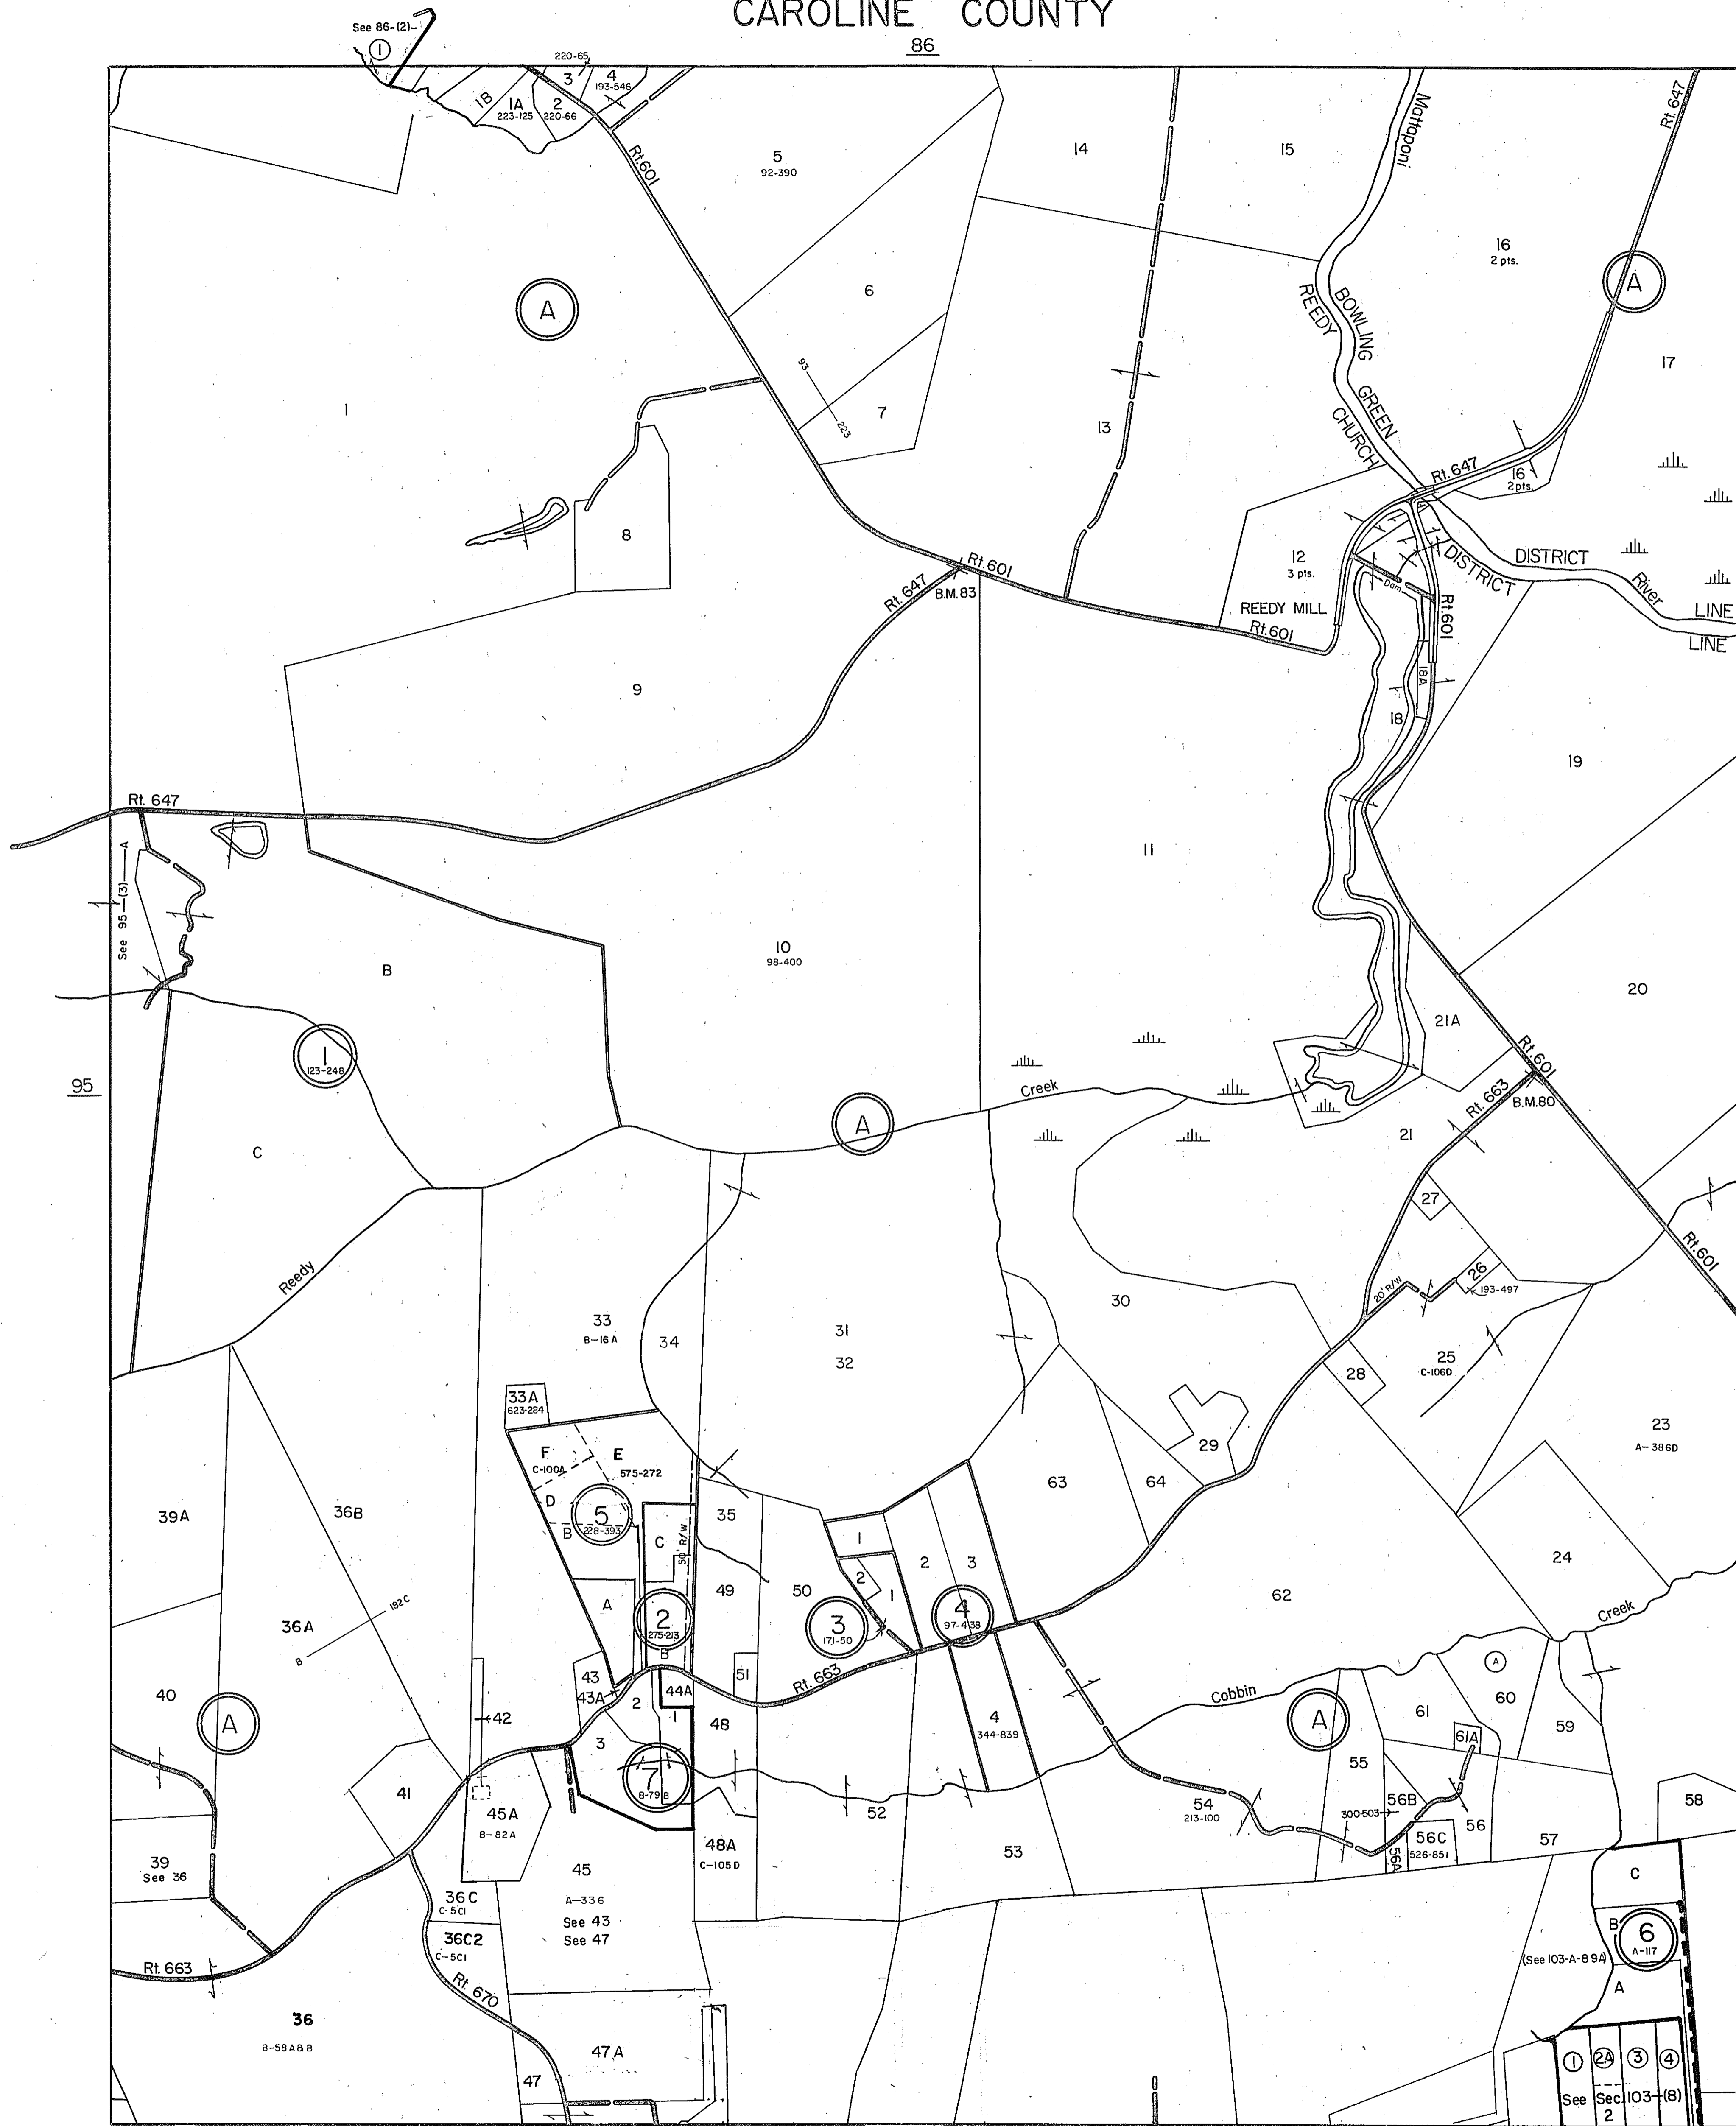 CAROLINE COUNTY
86
See 86-(2)-
1
1B
1A
223-125
2
220-66
220-65
3
4
193-546
Rt.601
5
92-390
14
15
Mattaponi
Rt. 647
16
2 pts.
A
A
6
REEDY
BOWLING
17
1
93
223
7
13
GREEN
CHURCH
Rt. 647
16
2pts.
8
12
3 pts.
Rt. 601
Rt. 647
B.M. 83
Dam
DISTRICT
DISTRICT
River
REEDY MILL
Rt.601
Rt.601
LINE
LINE
18A
9
18
19
Rt. 647
11
See 95-(3)-A
B
10
98-400
20
21A
1
123-248
95
A
Creek
Rt.601
Rt. 663
B.M.80
C
21
27
Rt.601
Reedy
26
20' R/W
193-497
30
33
B-16A
34
31
32
25
C-106D
28
33A
623-284
23
A-386D
F
C-100A
E
575-272
29
63
64
39A
36B
D
5
228-393
B
C
50' R/W
35
1
2
3
24
2
1
49
50
62
A
36A
182C
B
2
275-213
B
3
171-50
4
97-438
Creek
40
A
43
43A
51
Rt. 663
44A
2
1
48
42
4
344-839
Cobbin
A
A
61
60
61A
59
3
7
B-79B
55
41
45A
B-82A
52
54
213-100
300-503
56B
56
58
39
See 36
45
A-336
See 43
See 47
48A
C-105D
53
56A
56C
526-851
57
C
36C
C-5C1
36C2
C-5C1
B
6
A-117
(See 103-A-89A)
A
Rt. 663
Rt. 670
36
B-58A&B
47A
47
1
2A
3
4
See Sec. 103-(8)
2